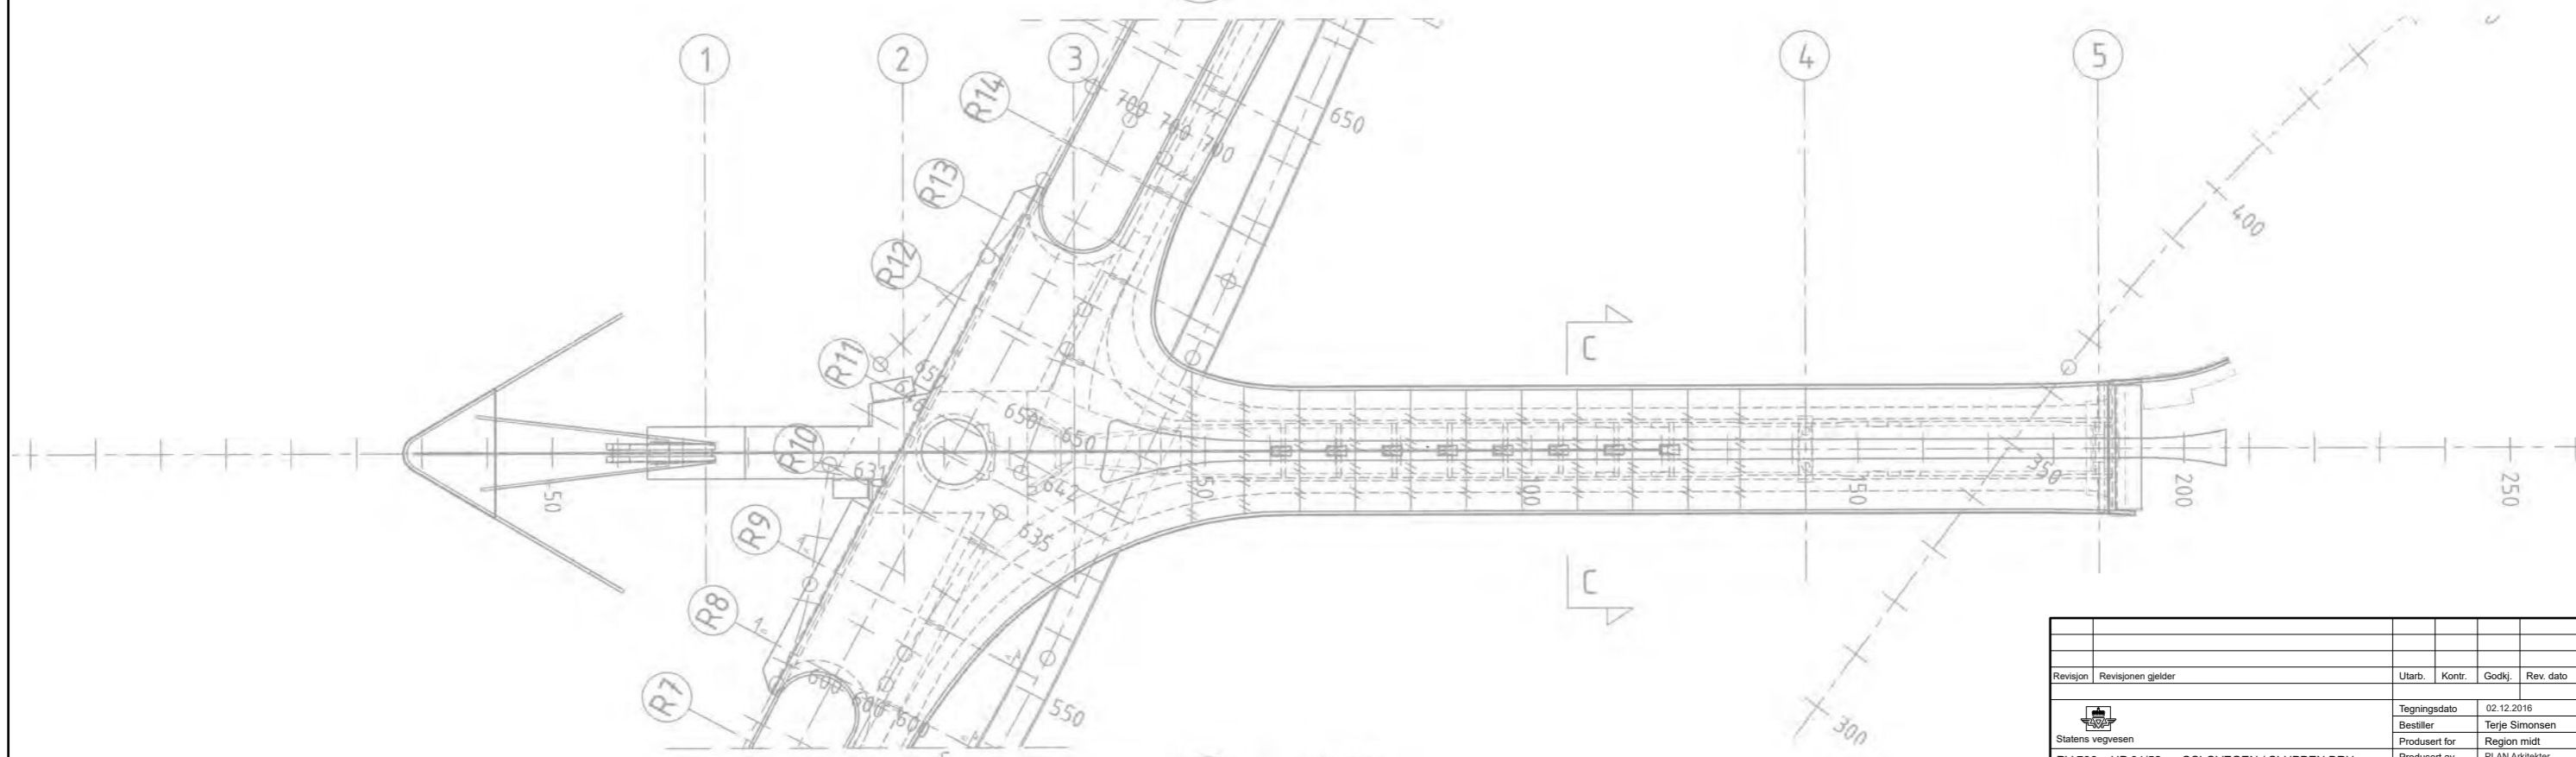 1
2
3
4
5
R14
R13
R12
R11
R10
R9
R8
R7
700
700
700
650
650
650
650
631
642
635
600
600
600
550
-50
50
100
150
200
250
C
C
400
350
300
Revisjon Revisjonen gjelder Utarb. Kontr. Godkj. Rev. dato
Statens vegvesen
Tegningsdato 02.12.2016
Bestiller Terje Simonsen
Produsert for Region midt